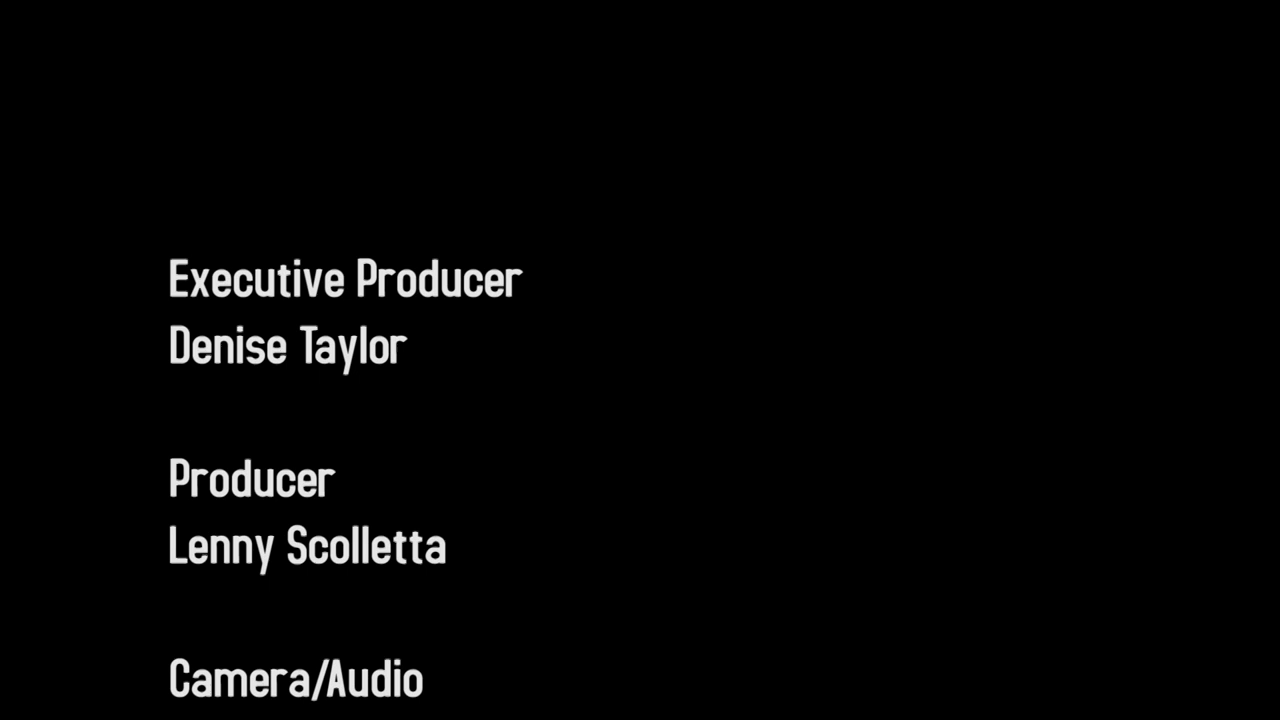 Executive Producer
Denise Taylor
Producer
Lenny Scolletta
Camera/Audio